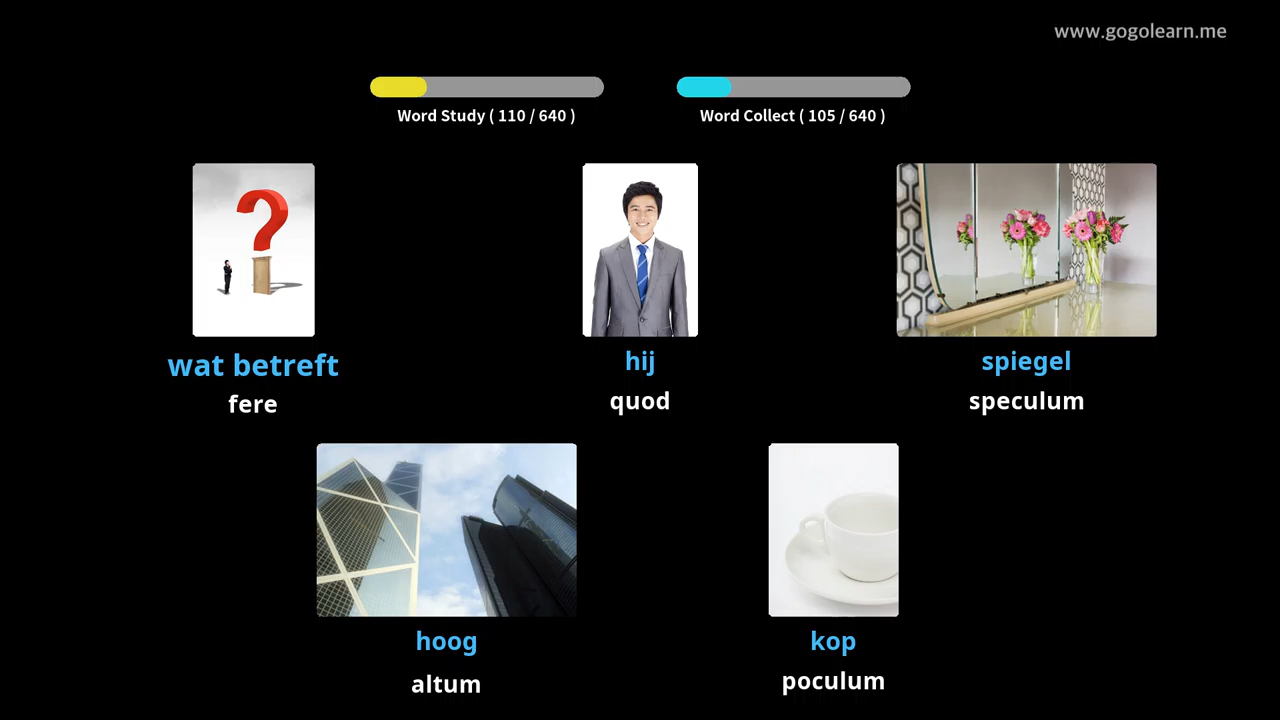 www.gogolearn.me
Word Study ( 110 / 640 )
Word Collect ( 105 / 640 )
wat betreft
fere
hij
quod
spiegel
speculum
hoog
altum
kop
poculum